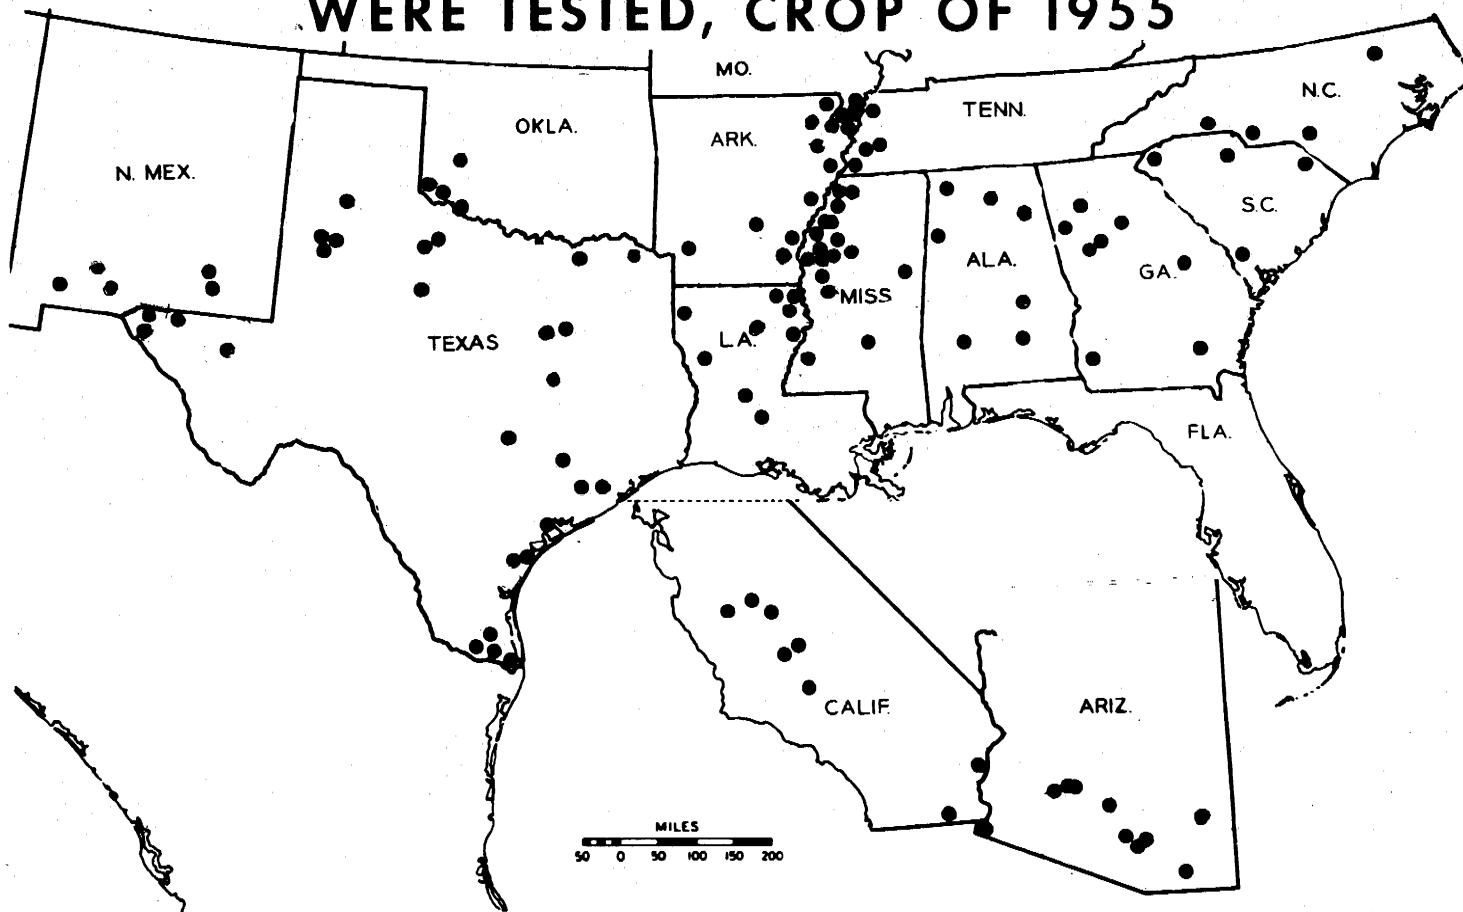 WERE TESTED, CROP OF 1955
MO.
TENN.
N.C.
OKLA.
ARK.
N. MEX.
S.C.
ALA.
GA.
MISS
TEXAS
LA.
FLA.
CALIF.
ARIZ.
MILES
50 0 50 100 150 200